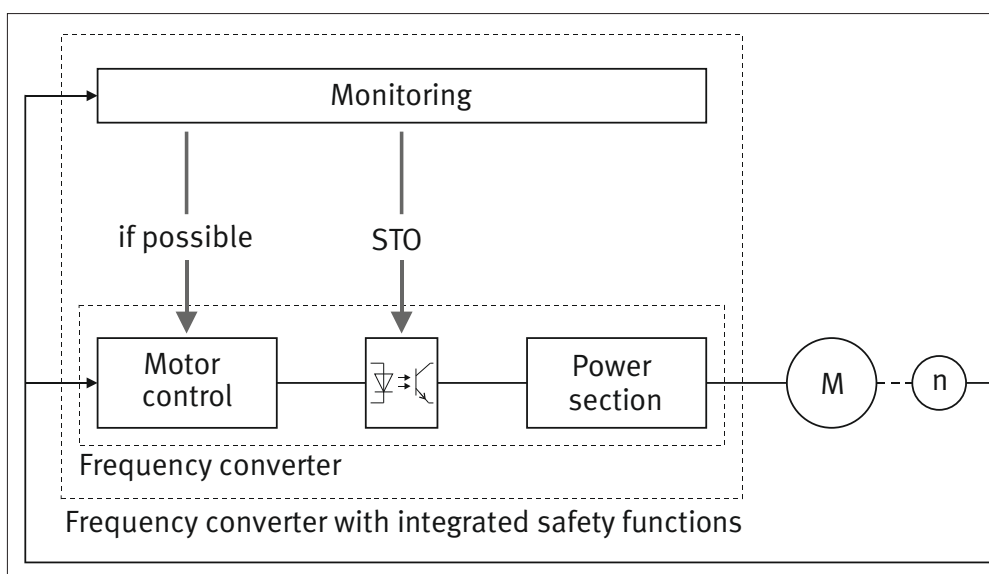 Monitoring
if possible
STO
Motor
control
Power
section
M
n
Frequency converter
Frequency converter with integrated safety functions